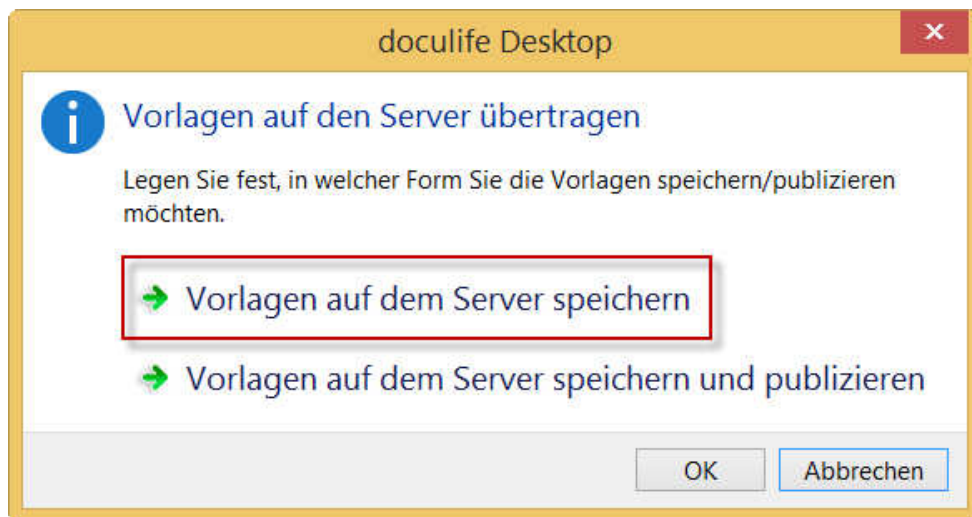 doculife Desktop
Vorlagen auf den Server übertragen
Legen Sie fest, in welcher Form Sie die Vorlagen speichern/publizieren
möchten.
Vorlagen auf dem Server speichern
Vorlagen auf dem Server speichern und publizieren
OK
Abbrechen